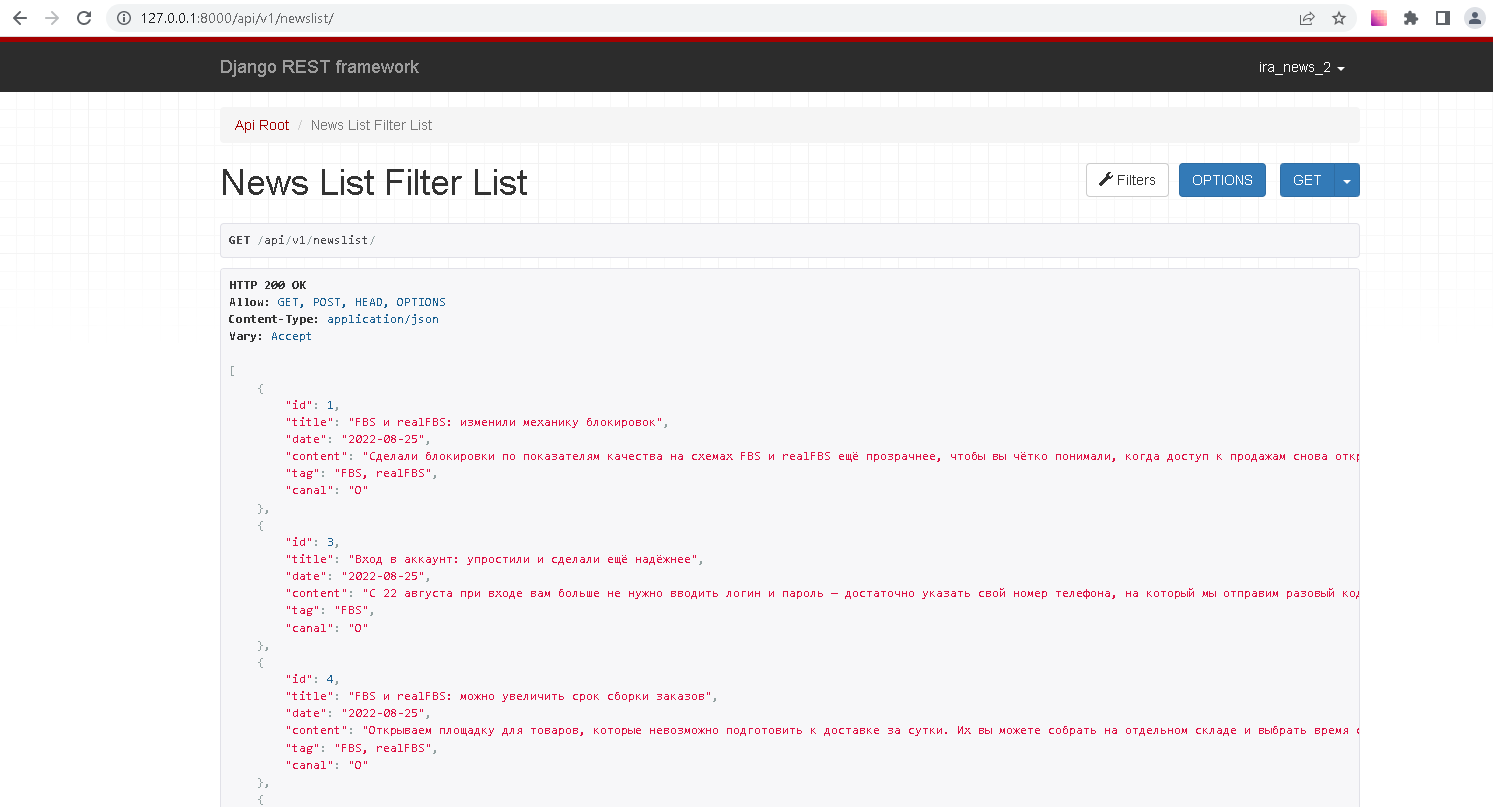 127.0.0.1:8000/api/v1/newslist/
Django REST framework
ira_news_2
Api Root / News List Filter List
News List Filter List
Filters
OPTIONS
GET
GET /api/v1/newslist/
HTTP 200 OK
Allow: GET, POST, HEAD, OPTIONS
Content-Type: application/json
Vary: Accept
[
{
"id": 1,
"title": "FBS и realFBS: изменили механику блокировок",
"date": "2022-08-25",
"content": "Сделали блокировки по показателям качества на схемах FBS и realFBS ещё прозрачнее, чтобы вы чётко понимали, когда доступ к продажам снова
"tag": "FBS, realFBS",
"canal": "O"
},
{
"id": 3,
"title": "Вход в аккаунт: упростили и сделали ещё надёжнее",
"date": "2022-08-25",
"content": "С 22 августа при входе вам больше не нужно вводить логин и пароль — достаточно указать свой номер телефона, на который мы отправим разовый код
"tag": "FBS",
"canal": "O"
},
{
"id": 4,
"title": "FBS и realFBS: можно увеличить срок сборки заказов",
"date": "2022-08-25",
"content": "Открываем площадку для товаров, которые невозможно подготовить к доставке за сутки. Их вы можете собрать на отдельном складе и выбрать время
"tag": "FBS, realFBS",
"canal": "O"
},
{